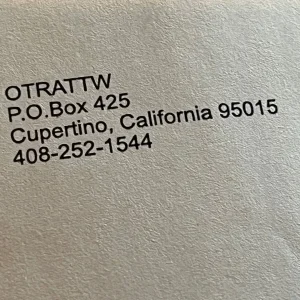 OTRATTW
P.O.Box 425
Cupertino, California 95015
408-252-1544